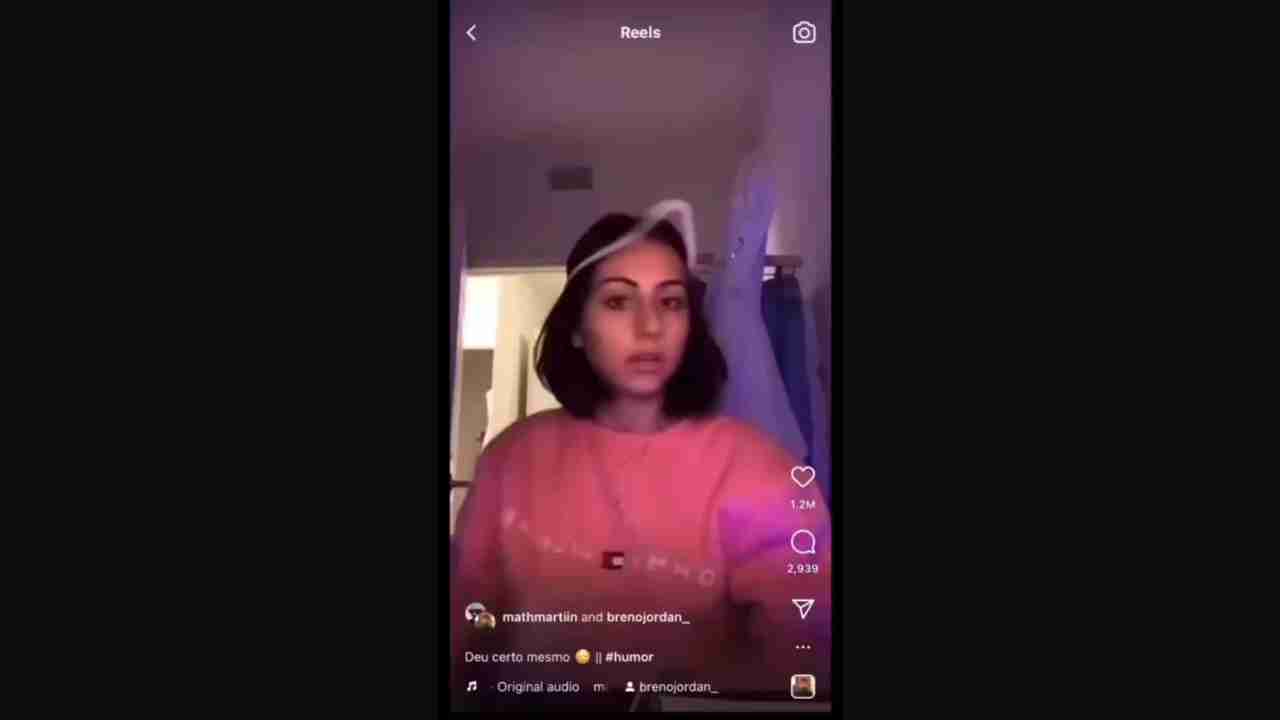 Reels
1.2M
2,939
mathmartiin and brenojordan_
Deu certo mesmo 🥴 || #humor
· Original audio m brenojordan_